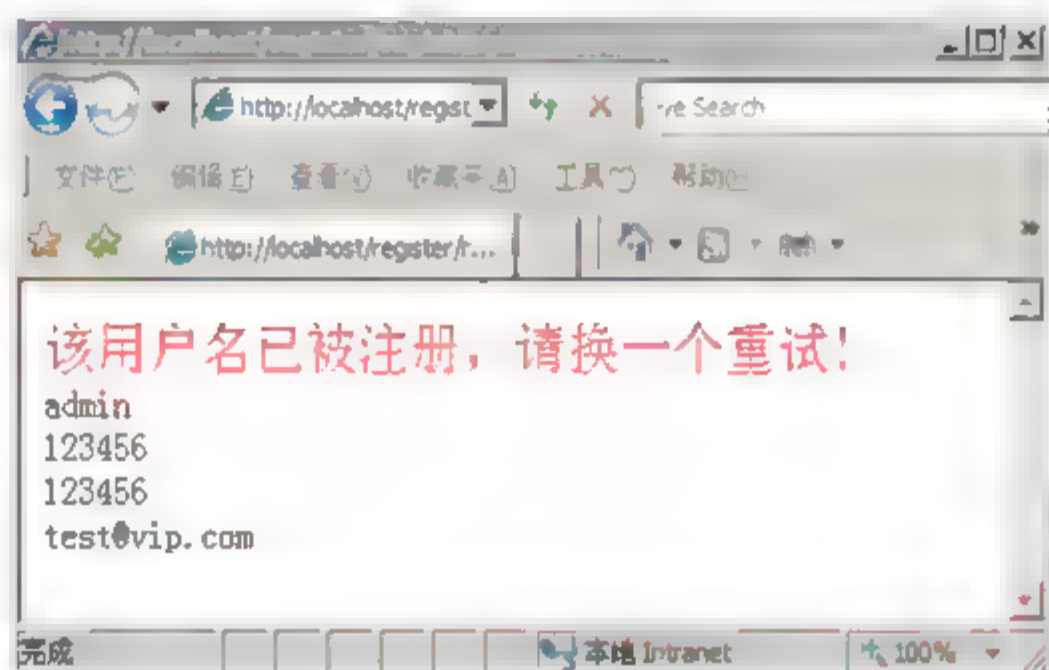 http://localhost/regist
ve Search
文件(F) 编辑(E) 查看(V) 收藏夹(A) 工具(T) 帮助(H)
http://localhost/register/r...
该用户名已被注册，请换一个重试！
admin
123456
123456
test@vip.com
完成 本地 Intranet 100%